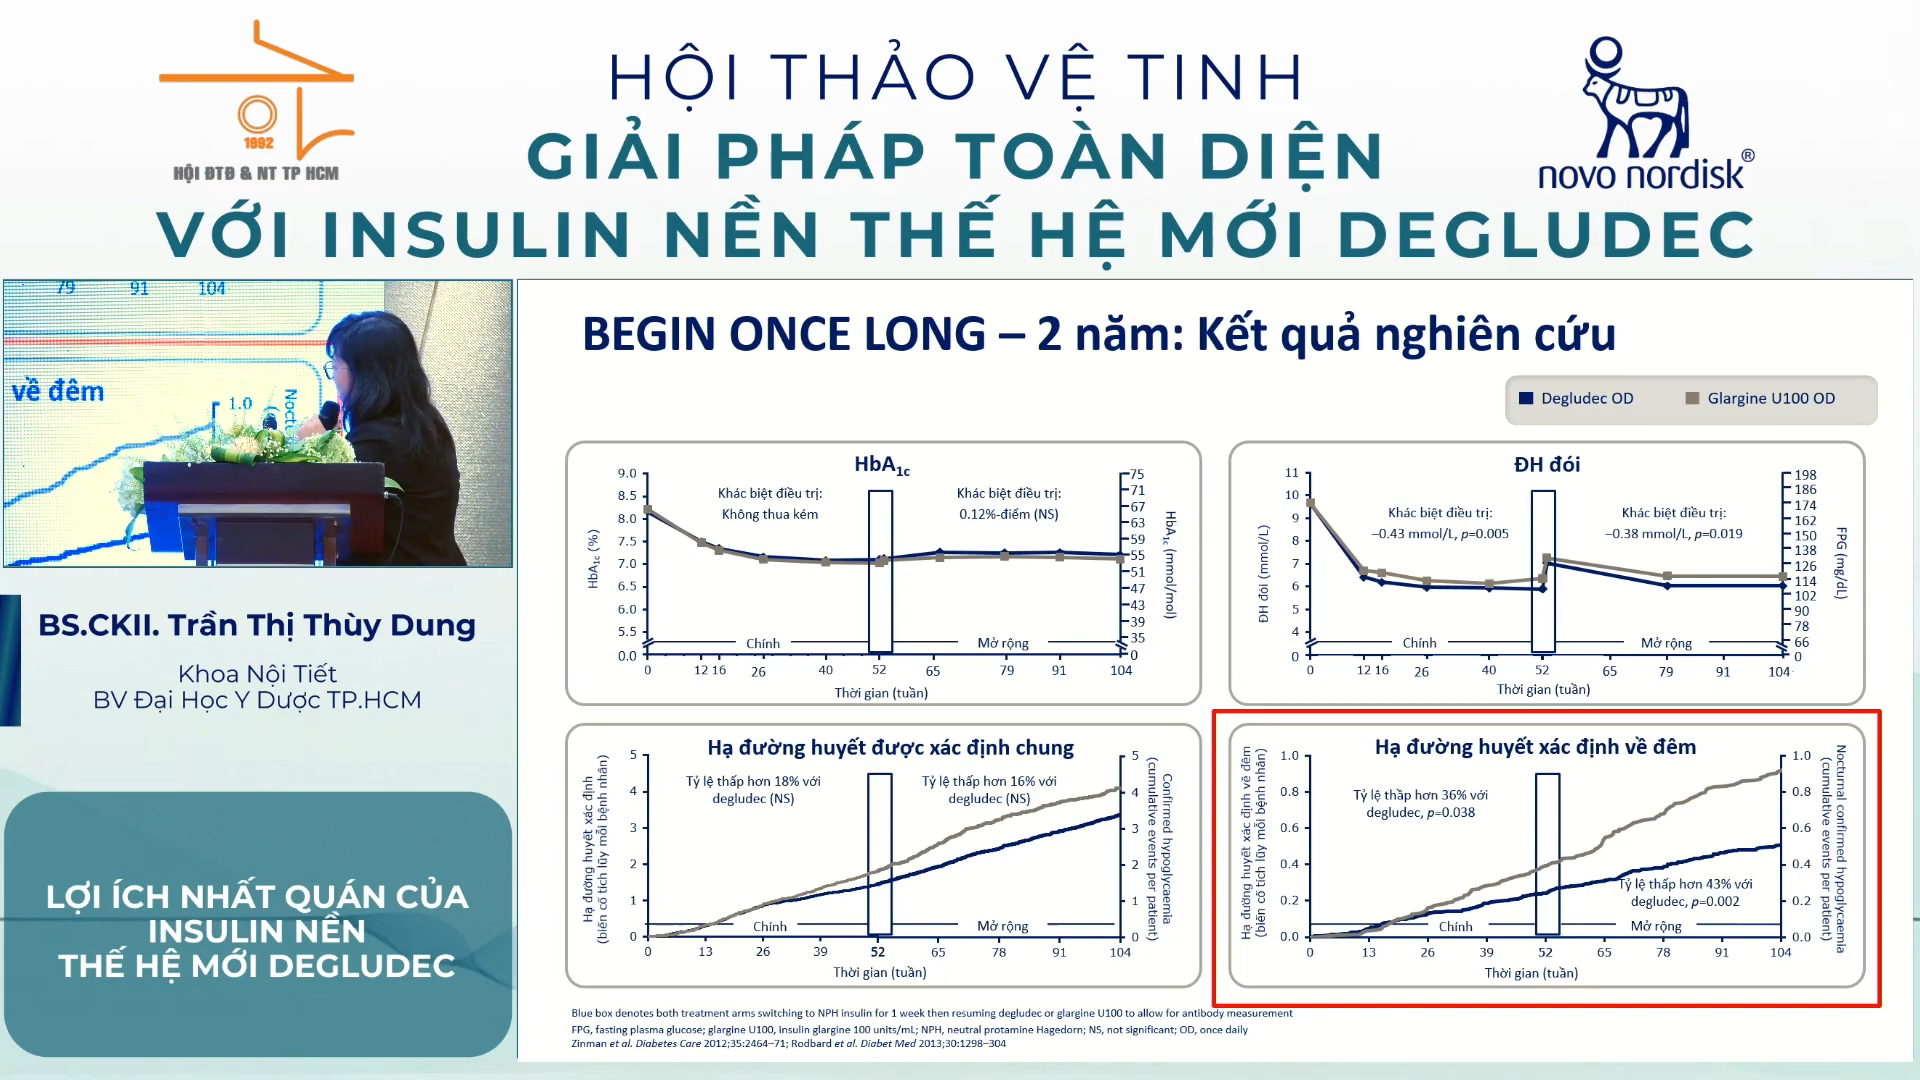 HỘI THẢO VỆ TINH
GIẢI PHÁP TOÀN DIỆN
VỚI INSULIN NỀN THẾ HỆ MỚI DEGLUDEC
1992
HỘI ĐTĐ & NT TP HCM
novo nordisk®
79 91 104
về đêm
1.0
BS.CKII. Trần Thị Thùy Dung
Khoa Nội Tiết
BV Đại Học Y Dược TP.HCM
LỢI ÍCH NHẤT QUÁN CỦA
INSULIN NỀN
THẾ HỆ MỚI DEGLUDEC
BEGIN ONCE LONG – 2 năm: Kết quả nghiên cứu
Degludec OD
Glargine U100 OD
HbA1c
HbA1c (%)
9.0
8.5
8.0
7.5
7.0
6.5
6.0
5.5
0.0
Khác biệt điều trị:
Không thua kém
Khác biệt điều trị:
0.12%-điểm (NS)
75
71
67
63
59
55
51
47
43
39
35
0
HbA1c (mmol/mol)
Chính
Mở rộng
0 12 16 26 40 52 65 79 91 104
Thời gian (tuần)
ĐH đói
ĐH đói (mmol/L)
11
10
9
8
7
6
5
4
0
Khác biệt điều trị:
–0.43 mmol/L, p=0.005
Khác biệt điều trị:
–0.38 mmol/L, p=0.019
198
186
174
162
150
138
126
114
102
90
78
66
0
FPG (mg/dL)
Chính
Mở rộng
0 12 16 26 40 52 65 79 91 104
Thời gian (tuần)
Hạ đường huyết được xác định chung
Hạ đường huyết xác định
(biến cố tích lũy mỗi bệnh nhân)
5
4
3
2
1
0
Tỷ lệ thấp hơn 18% với
degludec (NS)
Tỷ lệ thấp hơn 16% với
degludec (NS)
5
4
3
2
1
0
Confirmed hypoglycaemia
(cumulative events per patient)
Chính
Mở rộng
0 13 26 39 52 65 78 91 104
Thời gian (tuần)
Hạ đường huyết xác định về đêm
Hạ đường huyết xác định về đêm
(biến cố tích lũy mỗi bệnh nhân)
1.0
0.8
0.6
0.4
0.2
0.0
Tỷ lệ thấp hơn 36% với
degludec, p=0.038
Tỷ lệ thấp hơn 43% với
degludec, p=0.002
1.0
0.8
0.6
0.4
0.2
0.0
Nocturnal confirmed hypoglycaemia
(cumulative events per patient)
Chính
Mở rộng
0 13 26 39 52 65 78 91 104
Thời gian (tuần)
Blue box denotes both treatment arms switching to NPH insulin for 1 week then resuming degludec or glargine U100 to allow for antibody measurement
FPG, fasting plasma glucose; glargine U100, insulin glargine 100 units/mL; NPH, neutral protamine Hagedorn; NS, not significant; OD, once daily
Zinman et al. Diabetes Care 2012;35:2464–71; Rodbard et al. Diabet Med 2013;30:1298–304